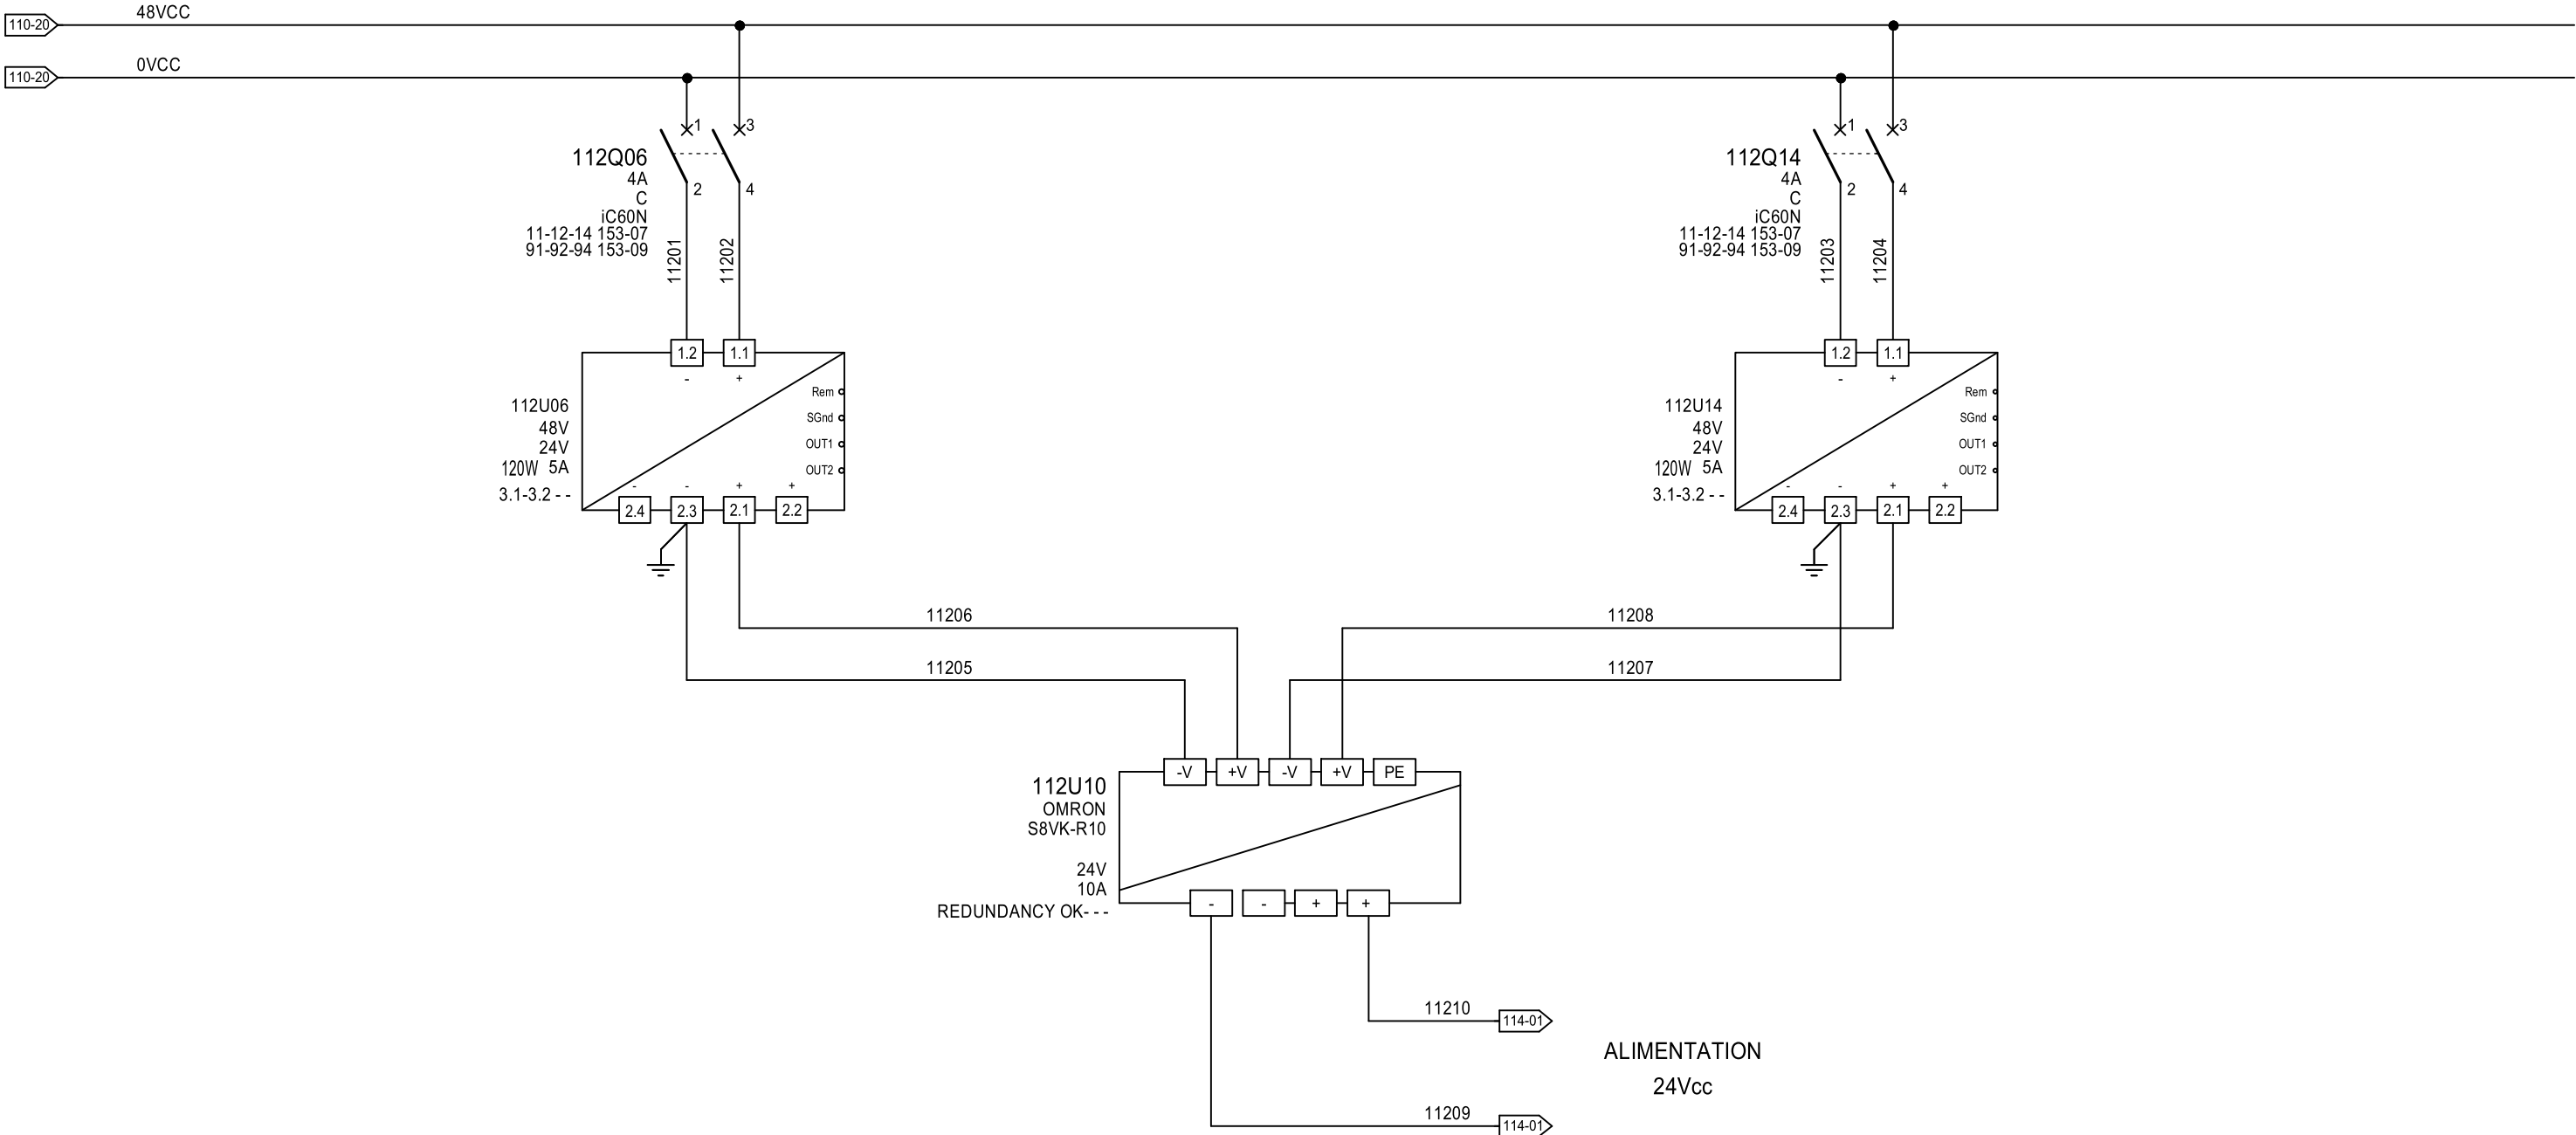 48VCC
110-20
0VCC
110-20
1 3
112Q06
4A
C
iC60N
11-12-14 153-07
91-92-94 153-09
2 4
11201
11202
1 3
112Q14
4A
C
iC60N
11-12-14 153-07
91-92-94 153-09
2 4
11203
11204
1.2 1.1
- +
Rem
SGnd
OUT1
OUT2
112U06
48V
24V
120W 5A
3.1-3.2 - -
- - + +
2.4 2.3 2.1 2.2
1.2 1.1
- +
Rem
SGnd
OUT1
OUT2
112U14
48V
24V
120W 5A
3.1-3.2 - -
- - + +
2.4 2.3 2.1 2.2
11206
11208
11205
11207
-V +V -V +V PE
112U10
OMRON
S8VK-R10
24V
10A
REDUNDANCY OK- - -
- - + +
11210
114-01
ALIMENTATION
24Vcc
11209
114-01